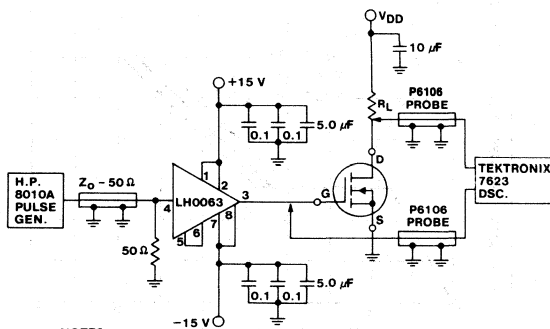 V_DD
10 μF
+15 V
R_L
P6106
PROBE
0.1
0.1
5.0 μF
D
H.P.
8010A
PULSE
GEN.
Z_O - 50 Ω
1
2
4
LH0063
3
G
TEKTRONIX
7623
DSC.
5
6
7
8
S
P6106
PROBE
50 Ω
0.1
0.1
5.0 μF
−15 V